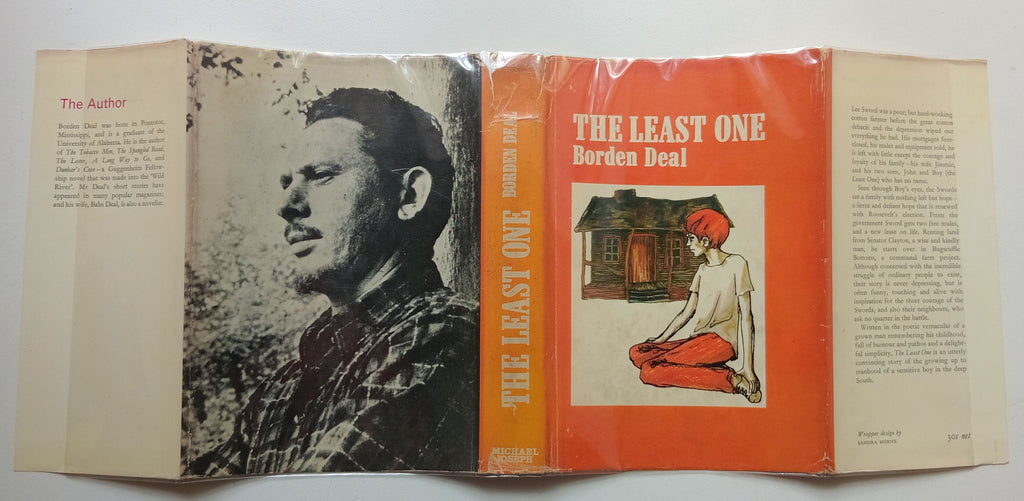 The Author
Borden Deal was born in Pontotoc,
Mississippi, and is a graduate of the
University of Alabama. He is the author
of The Tobacco Men, The Spangled Road,
The Loser, A Long Way to Go, and
Dunbar's Cove – a Guggenheim Fellow-
ship novel that was made into the 'Wild
River'. Mr Deal's short stories have
appeared in many popular magazines,
and his wife, Babs Deal, is also a novelist.
THE LEAST ONE
BORDEN DEAL
MICHAEL
JOSEPH
THE LEAST ONE
Borden Deal
Lee Sword was a poor, but hard-working
cotton farmer before the great cotton
debacle and the depression wiped out
everything he had. His mortgages fore-
closed, his mules and equipment sold, he
is left with little except the courage and
loyalty of his family – his wife Jimmie,
and his two sons, John and Boy (the
Least One) who has no name.
Seen through Boy's eyes, the Swords
are a family with nothing left but hope –
a fierce and defiant hope that is renewed
with Roosevelt's election. From the
government Sword gets two free mules,
and a new lease on life. Renting land
from Senator Clayton, a wise and kindly
man, he starts over in Bugscuffle
Bottoms, a communal farm project.
Although concerned with the incredible
struggle of ordinary people to exist,
their story is never depressing, but is
often funny, touching and alive with
inspiration for the sheer courage of the
Swords, and also their neighbours, who
ask no quarter in the battle.
Written in the poetic vernacular of a
grown man remembering his childhood,
full of humour and pathos and a delight-
ful simplicity, The Least One is an utterly
convincing story of the growing up to
manhood of a sensitive boy in the deep
South.
Wrapper design by
SANDRA HORNE
30s net